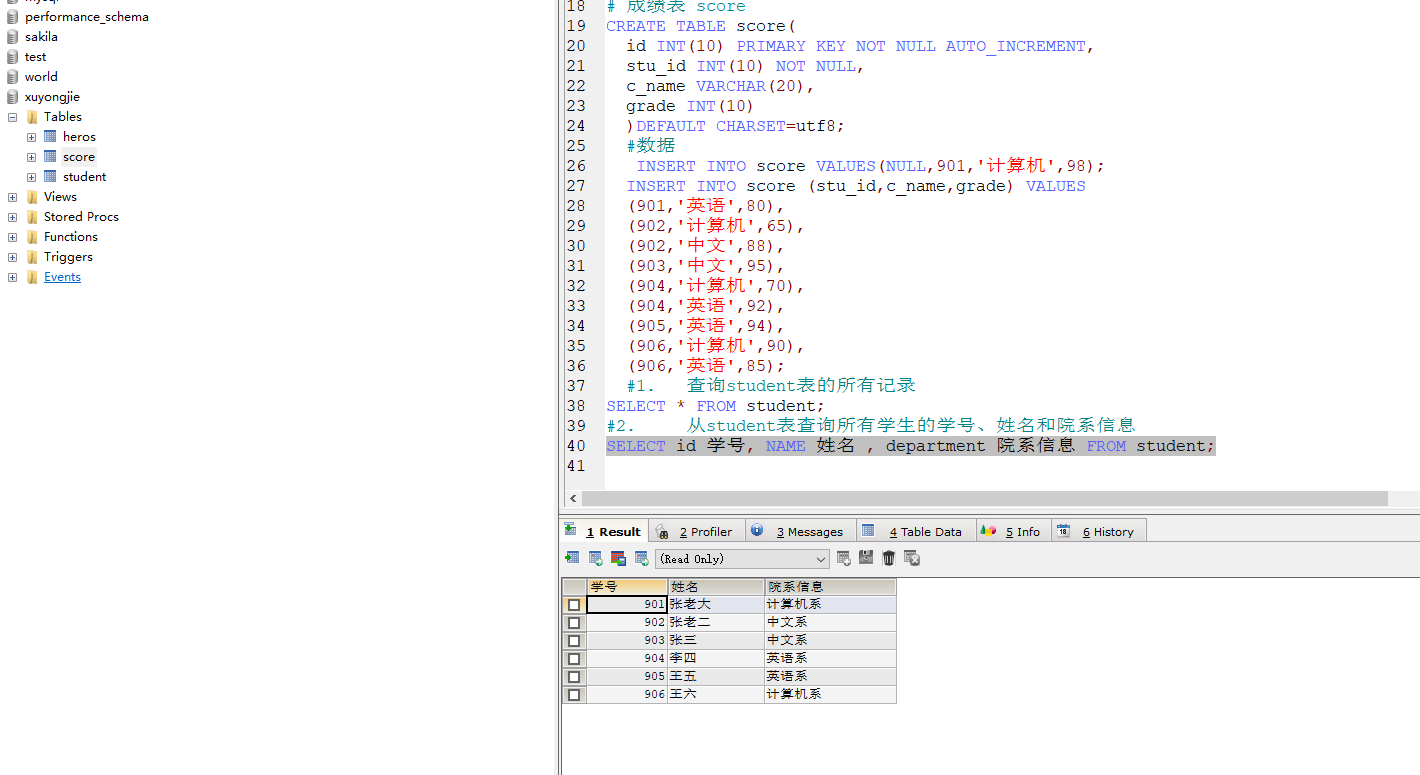 performance_schema
sakila
test
world
xuyongjie
Tables
heros
score
student
Views
Stored Procs
Functions
Triggers
Events
18 # 成绩表 score
19 CREATE TABLE score(
20 id INT(10) PRIMARY KEY NOT NULL AUTO_INCREMENT,
21 stu_id INT(10) NOT NULL,
22 c_name VARCHAR(20),
23 grade INT(10)
24 )DEFAULT CHARSET=utf8;
25 #数据
26 INSERT INTO score VALUES(NULL,901,'计算机',98);
27 INSERT INTO score (stu_id,c_name,grade) VALUES
28 (901,'英语',80),
29 (902,'计算机',65),
30 (902,'中文',88),
31 (903,'中文',95),
32 (904,'计算机',70),
33 (904,'英语',92),
34 (905,'英语',94),
35 (906,'计算机',90),
36 (906,'英语',85);
37 #1. 查询student表的所有记录
38 SELECT * FROM student;
39 #2. 从student表查询所有学生的学号、姓名和院系信息
40 SELECT id 学号, NAME 姓名 , department 院系信息 FROM student;
41
1 Result 2 Profiler 3 Messages 4 Table Data 5 Info 6 History
(Read Only)
学号 姓名 院系信息
901 张老大 计算机系
902 张老二 中文系
903 张三 中文系
904 李四 英语系
905 王五 英语系
906 王六 计算机系